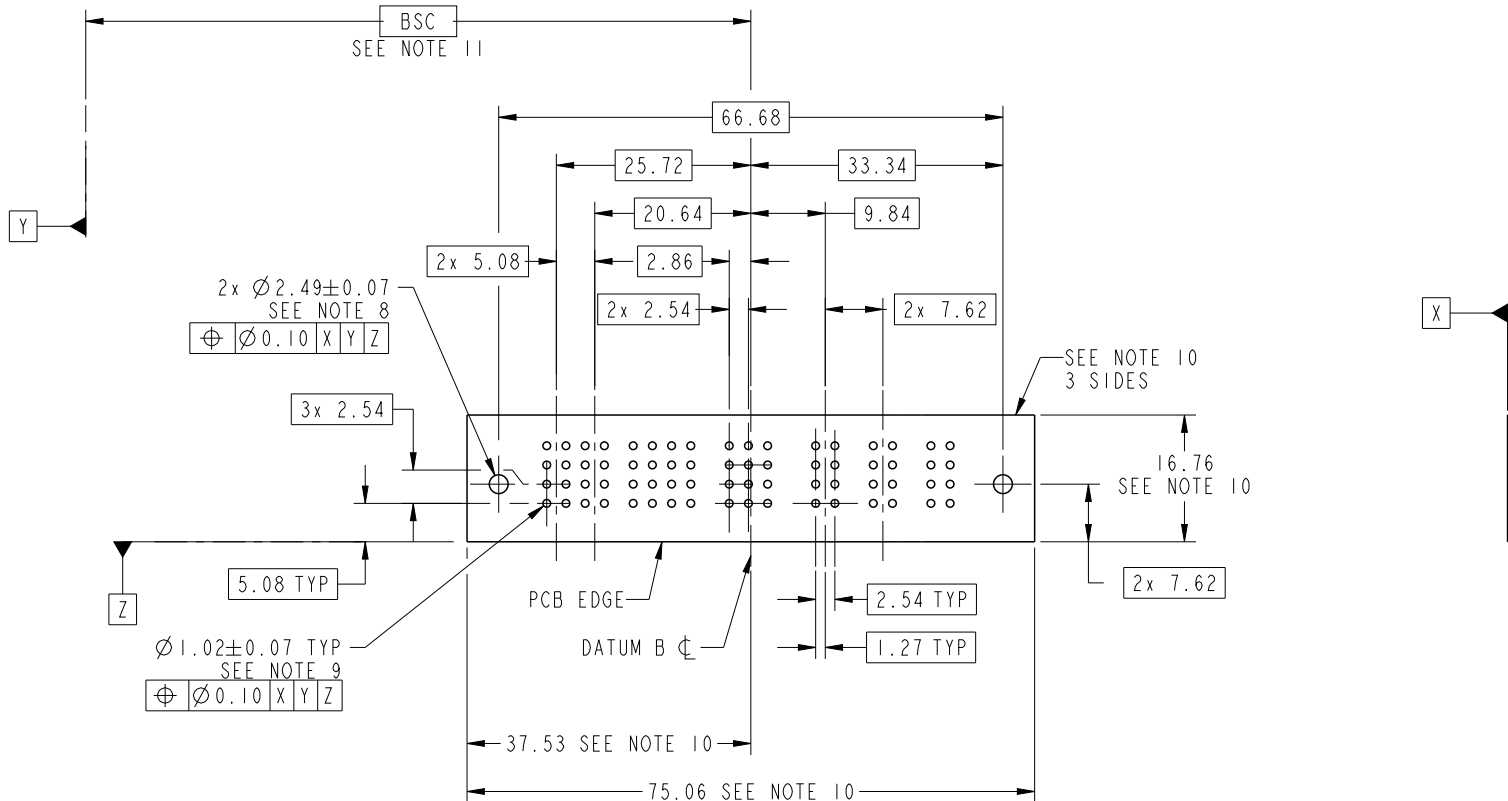 BSC
SEE NOTE 11
66.68
25.72
33.34
Y
20.64
9.84
2x 5.08
2.86
2x Ø2.49±0.07
SEE NOTE 8
⌖ Ø0.10 X Y Z
2x 2.54
2x 7.62
X
SEE NOTE 10
3 SIDES
3x 2.54
16.76
SEE NOTE 10
5.08 TYP
Z
PCB EDGE
2.54 TYP
2x 7.62
Ø1.02±0.07 TYP
SEE NOTE 9
⌖ Ø0.10 X Y Z
DATUM B ℄
1.27 TYP
37.53 SEE NOTE 10
75.06 SEE NOTE 10